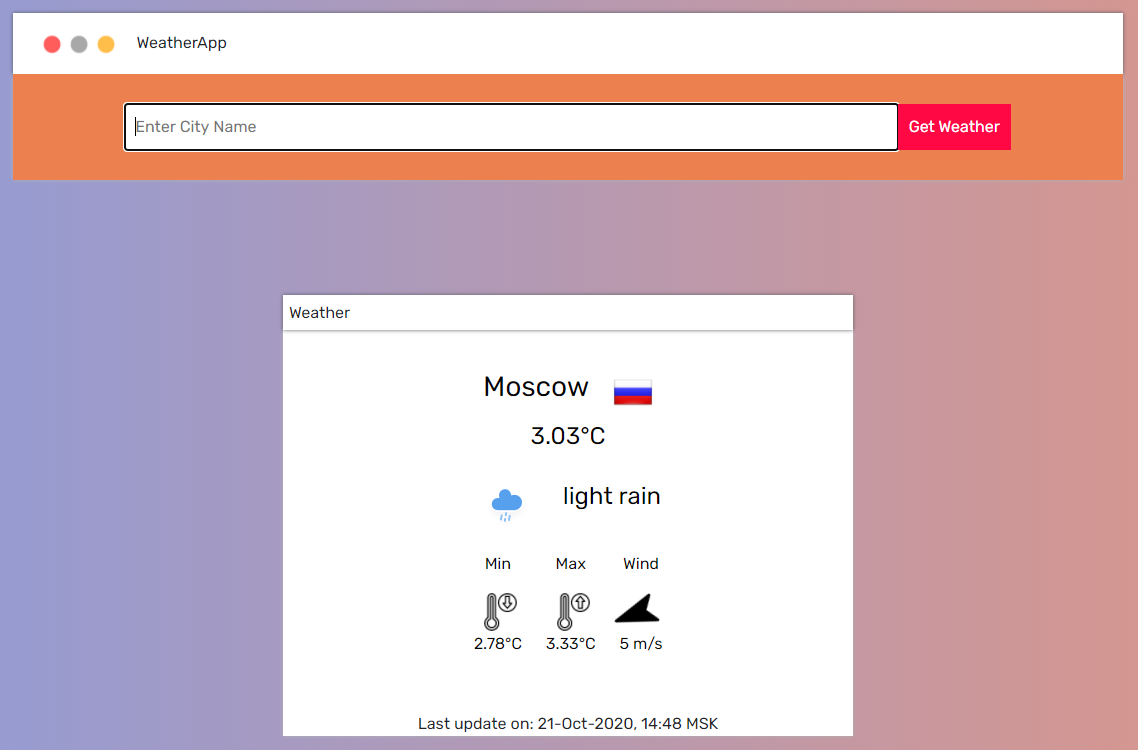 WeatherApp
Enter City Name
Get Weather
Weather
Moscow
3.03°C
light rain
Min Max Wind
2.78°C 3.33°C 5 m/s
Last update on: 21-Oct-2020, 14:48 MSK